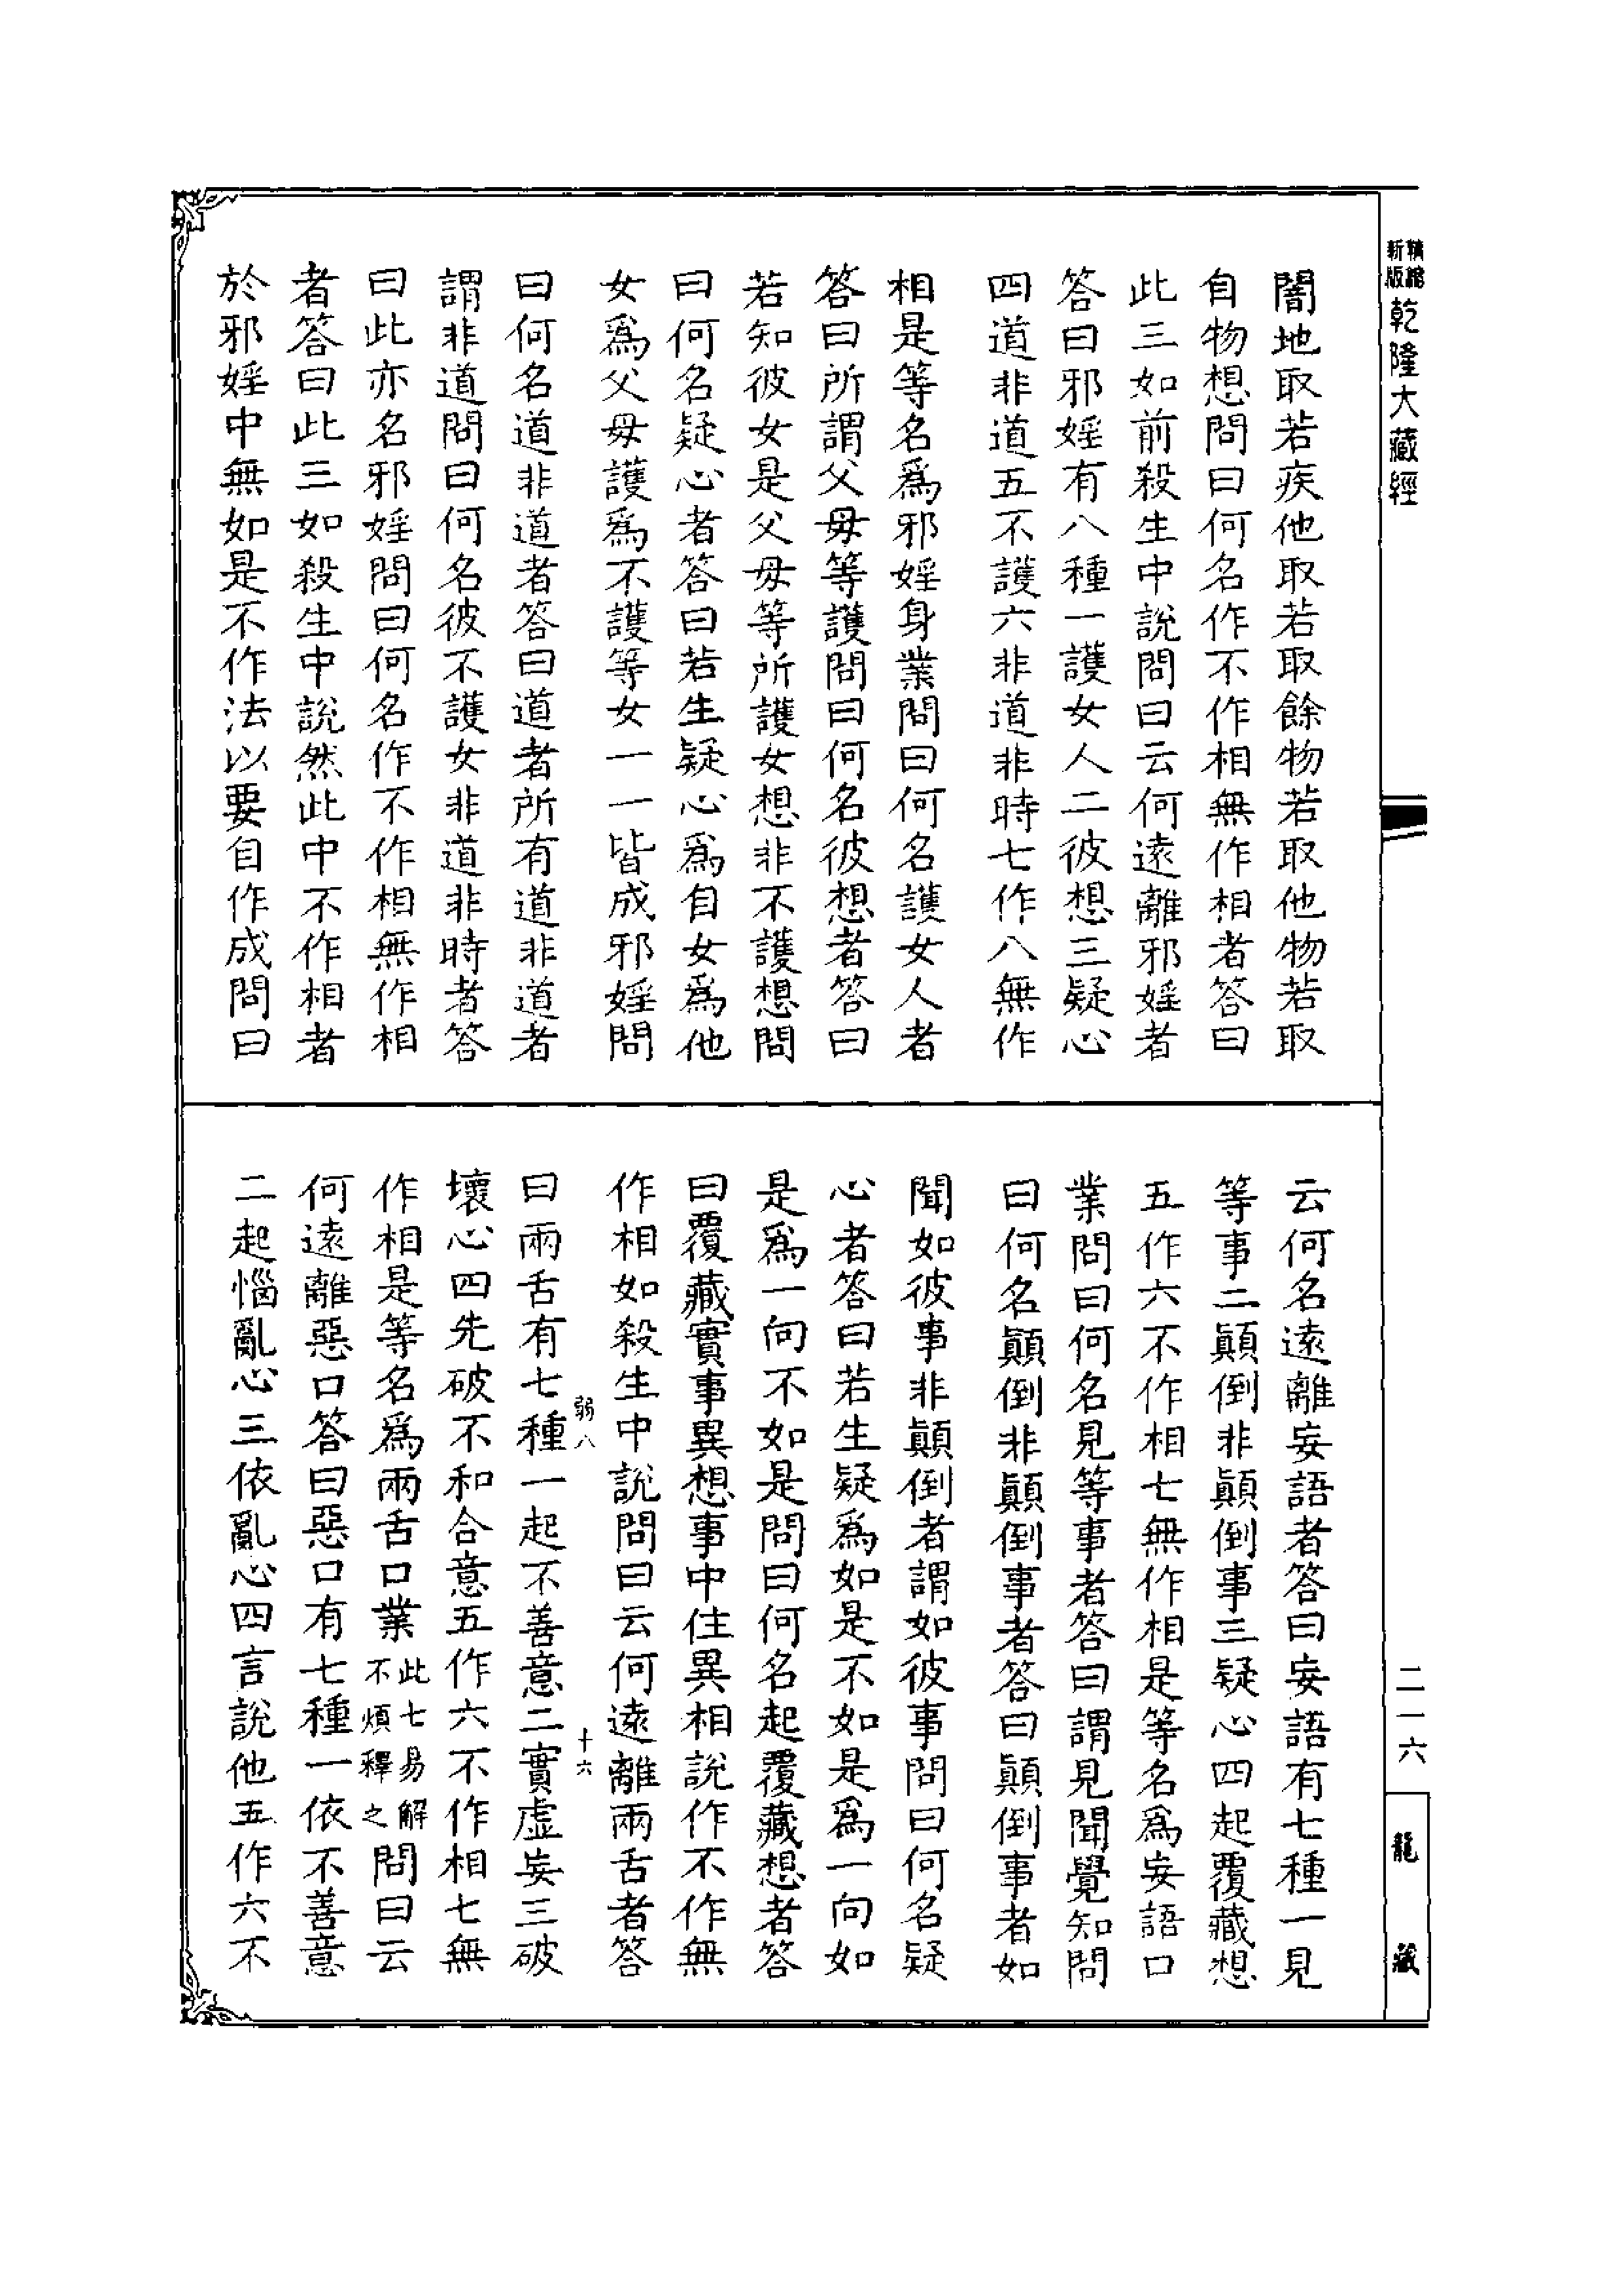 新版精縮乾隆大藏經
闇地取若疾他取若取餘物若取他物若取
自物想問曰何名作不作相無作相者答曰
此三如前殺生中說問曰云何遠離邪婬者
答曰邪婬有八種一護女人二彼想三疑心
四道非道五不護六非道非時七作八無作
相是等名爲邪婬身業問曰何名護女人者
答曰所謂父母等護問曰何名彼想者答曰
若知彼女是父母等所護女想非不護想問
曰何名疑心者答曰若生疑心爲自女爲他
女爲父母護爲不護等女一一皆成邪婬問
曰何名道非道者答曰道者所有道非道者
謂非道問曰何名彼不護女非道非時者答
曰此亦名邪婬問曰何名作不作相無作相
者答曰此三如殺生中說然此中不作相者
於邪婬中無如是不作法以要自作成問曰
云何名遠離妄語者答曰妄語有七種一見
等事二顛倒非顛倒事三疑心四起覆藏想
五作六不作相七無作相是等名爲妄語口
業問曰何名見等事者答曰謂見聞覺知問
曰何名顛倒非顛倒事者答曰顛倒事者如
聞如彼事非顛倒者謂如彼事問曰何名疑
心者答曰若生疑爲如是不如是爲一向如
是爲一向不如是問曰何名起覆藏想者答
曰覆藏實事異想事中住異相說作不作無
作相如殺生中說問曰云何遠離兩舌者答
弱八 十六
曰兩舌有七種一起不善意二實虛妄三破
壞心四先破不和合意五作六不作相七無
作相是等名爲兩舌口業此七易解不煩釋之問曰云
何遠離惡口答曰惡口有七種一依不善意
二起惱亂心三依亂心四言說他五作六不
二一六
龍藏